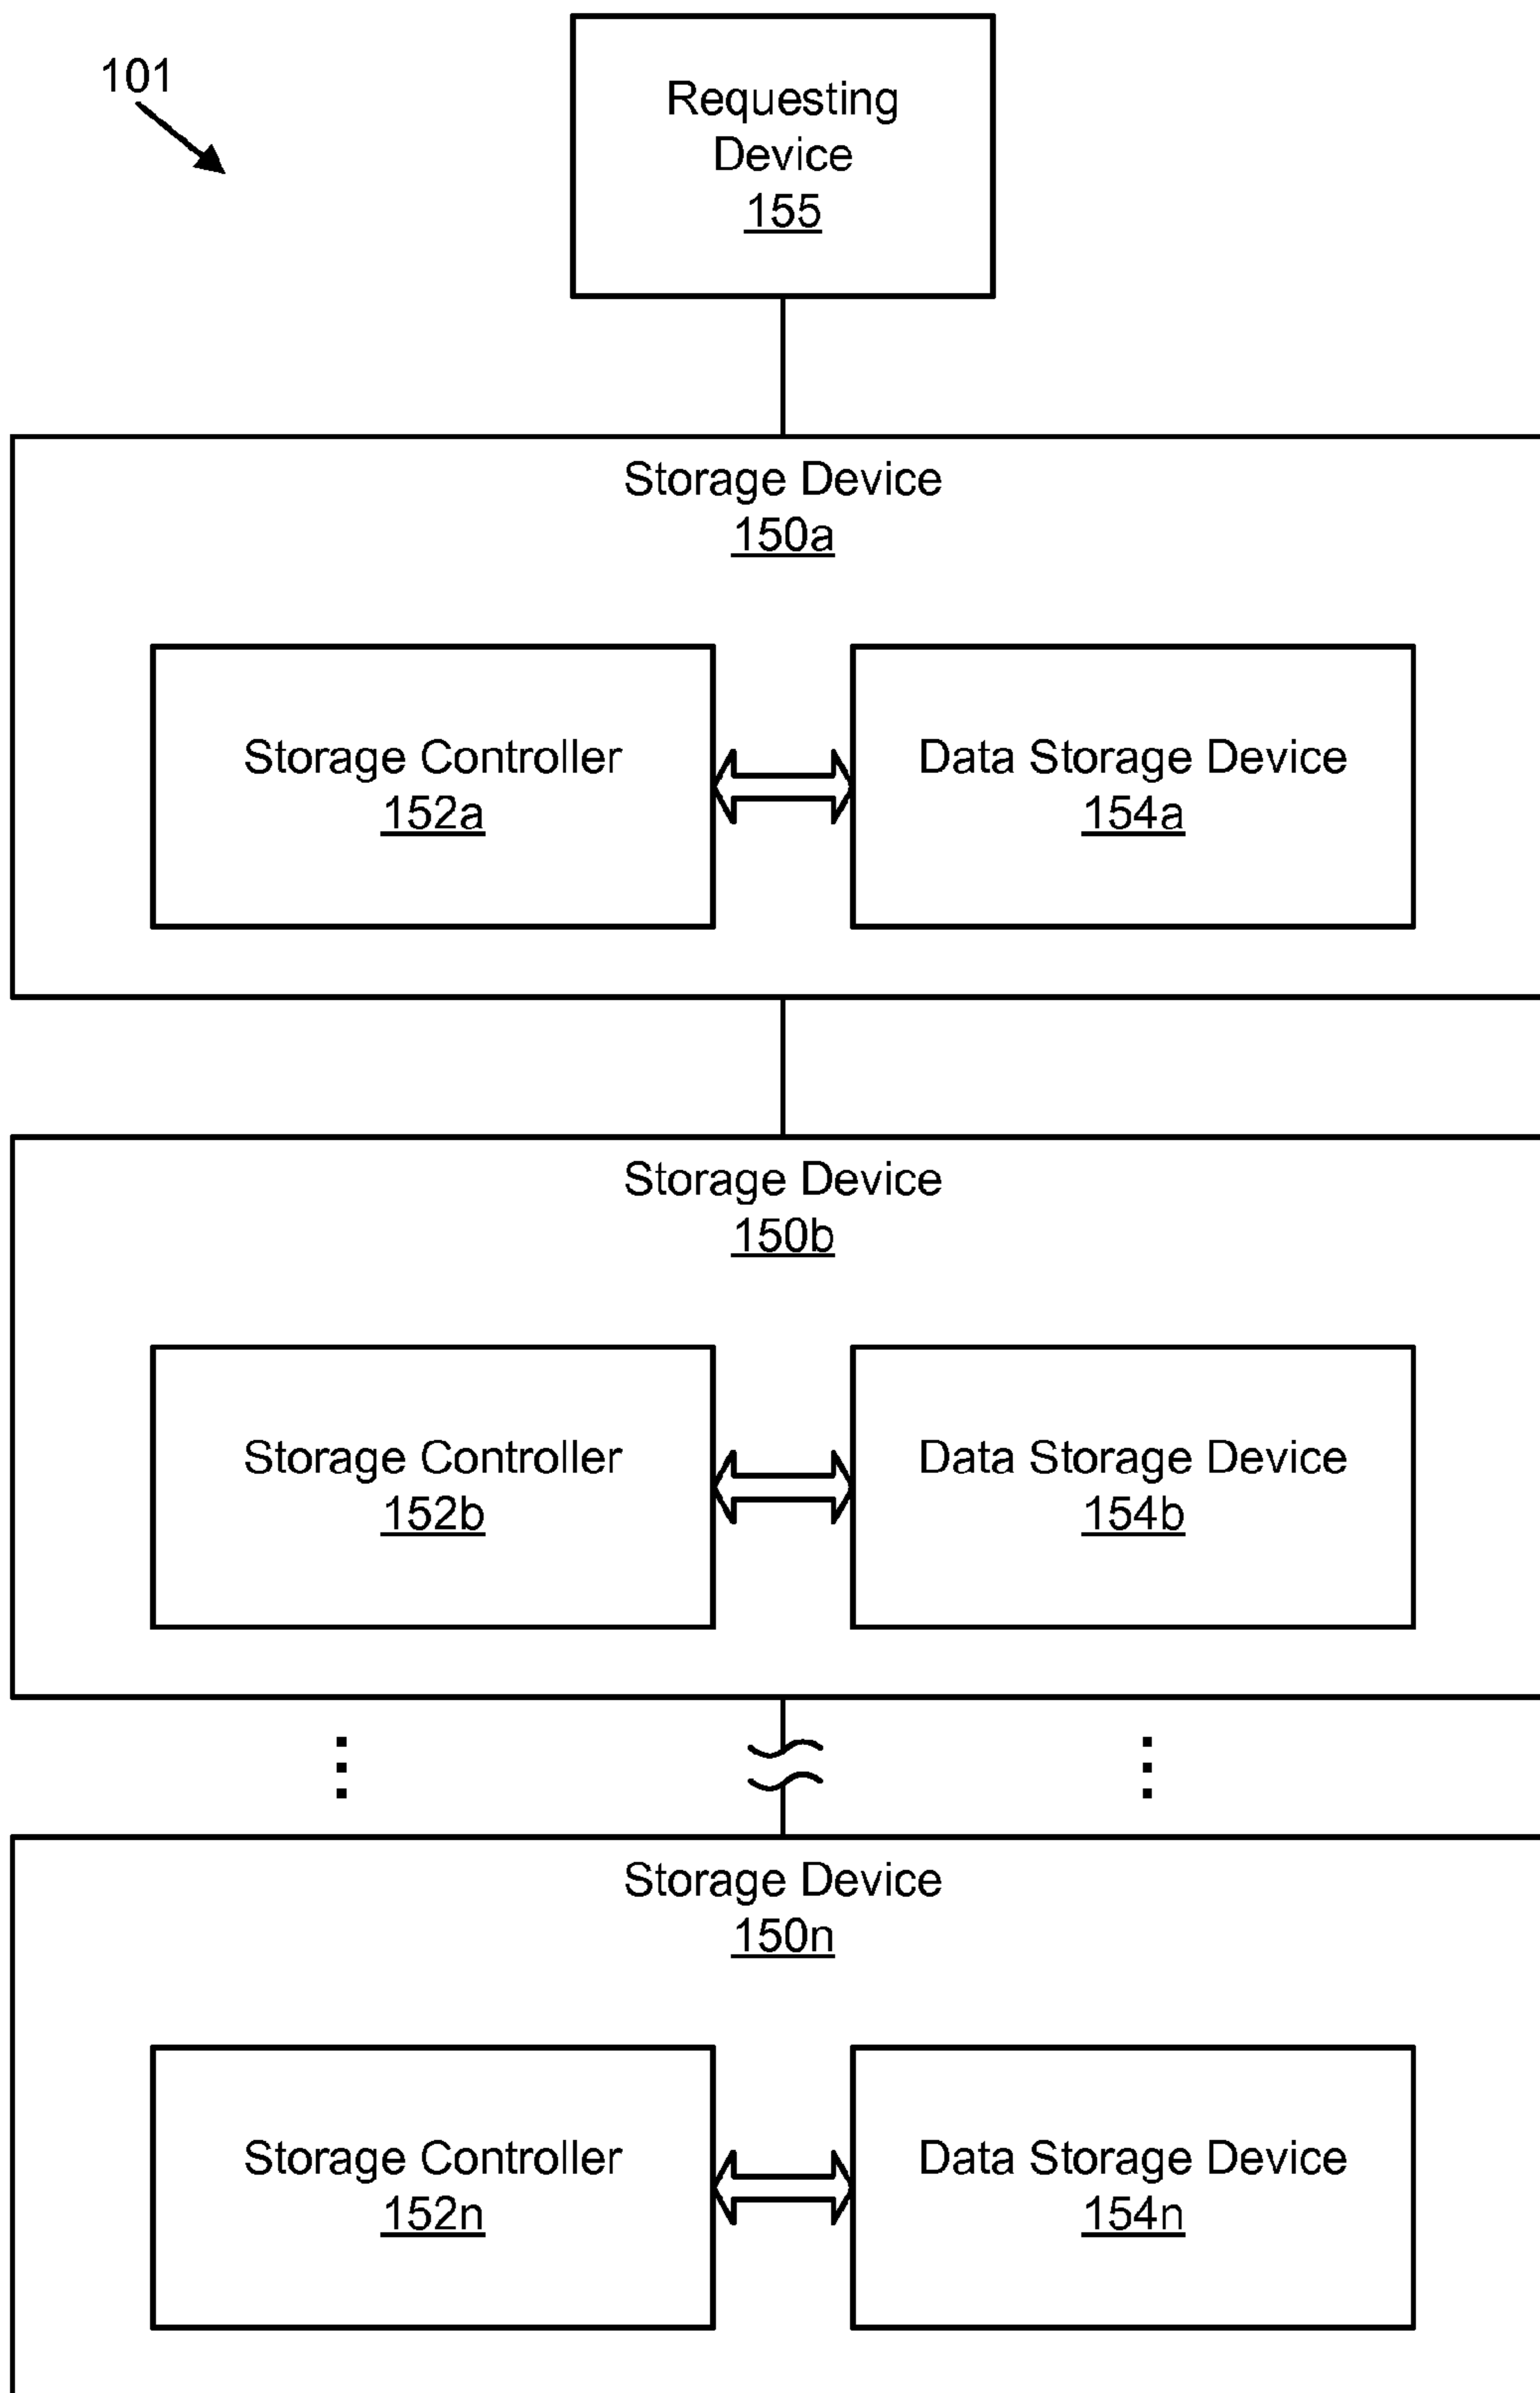 101
Requesting
Device
155
Storage Device
150a
Storage Controller
152a
Data Storage Device
154a
Storage Device
150b
Storage Controller
152b
Data Storage Device
154b
Storage Device
150n
Storage Controller
152n
Data Storage Device
154n